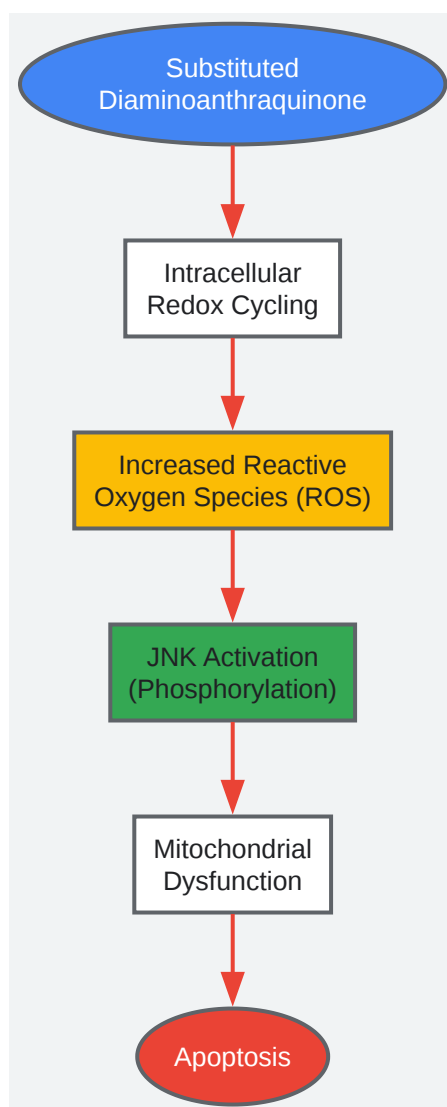 Substituted
Diaminoanthraquinone
Intracellular
Redox Cycling
Increased Reactive
Oxygen Species (ROS)
JNK Activation
(Phosphorylation)
Mitochondrial
Dysfunction
Apoptosis